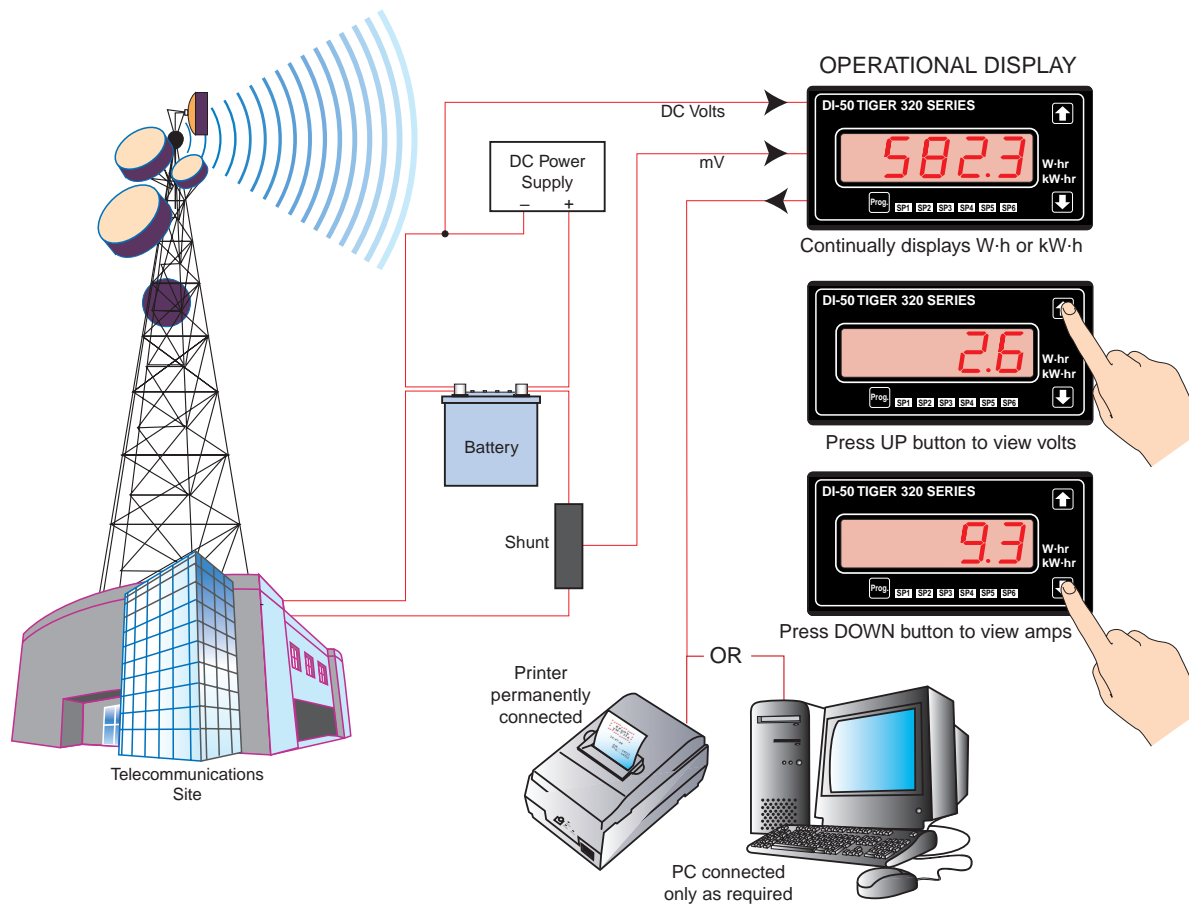 OPERATIONAL DISPLAY
DI-50 TIGER 320 SERIES
582.3
W·hr
kW·hr
Prog.
SP1 SP2 SP3 SP4 SP5 SP6
Continually displays W·h or kW·h
DC Volts
mV
DC Power
Supply
– +
DI-50 TIGER 320 SERIES
2.6
W·hr
kW·hr
Prog.
SP1 SP2 SP3 SP4 SP5 SP6
Press UP button to view volts
Battery
DI-50 TIGER 320 SERIES
9.3
W·hr
kW·hr
Prog.
SP1 SP2 SP3 SP4 SP5 SP6
Press DOWN button to view amps
Shunt
OR
Printer
permanently
connected
Telecommunications
Site
PC connected
only as required